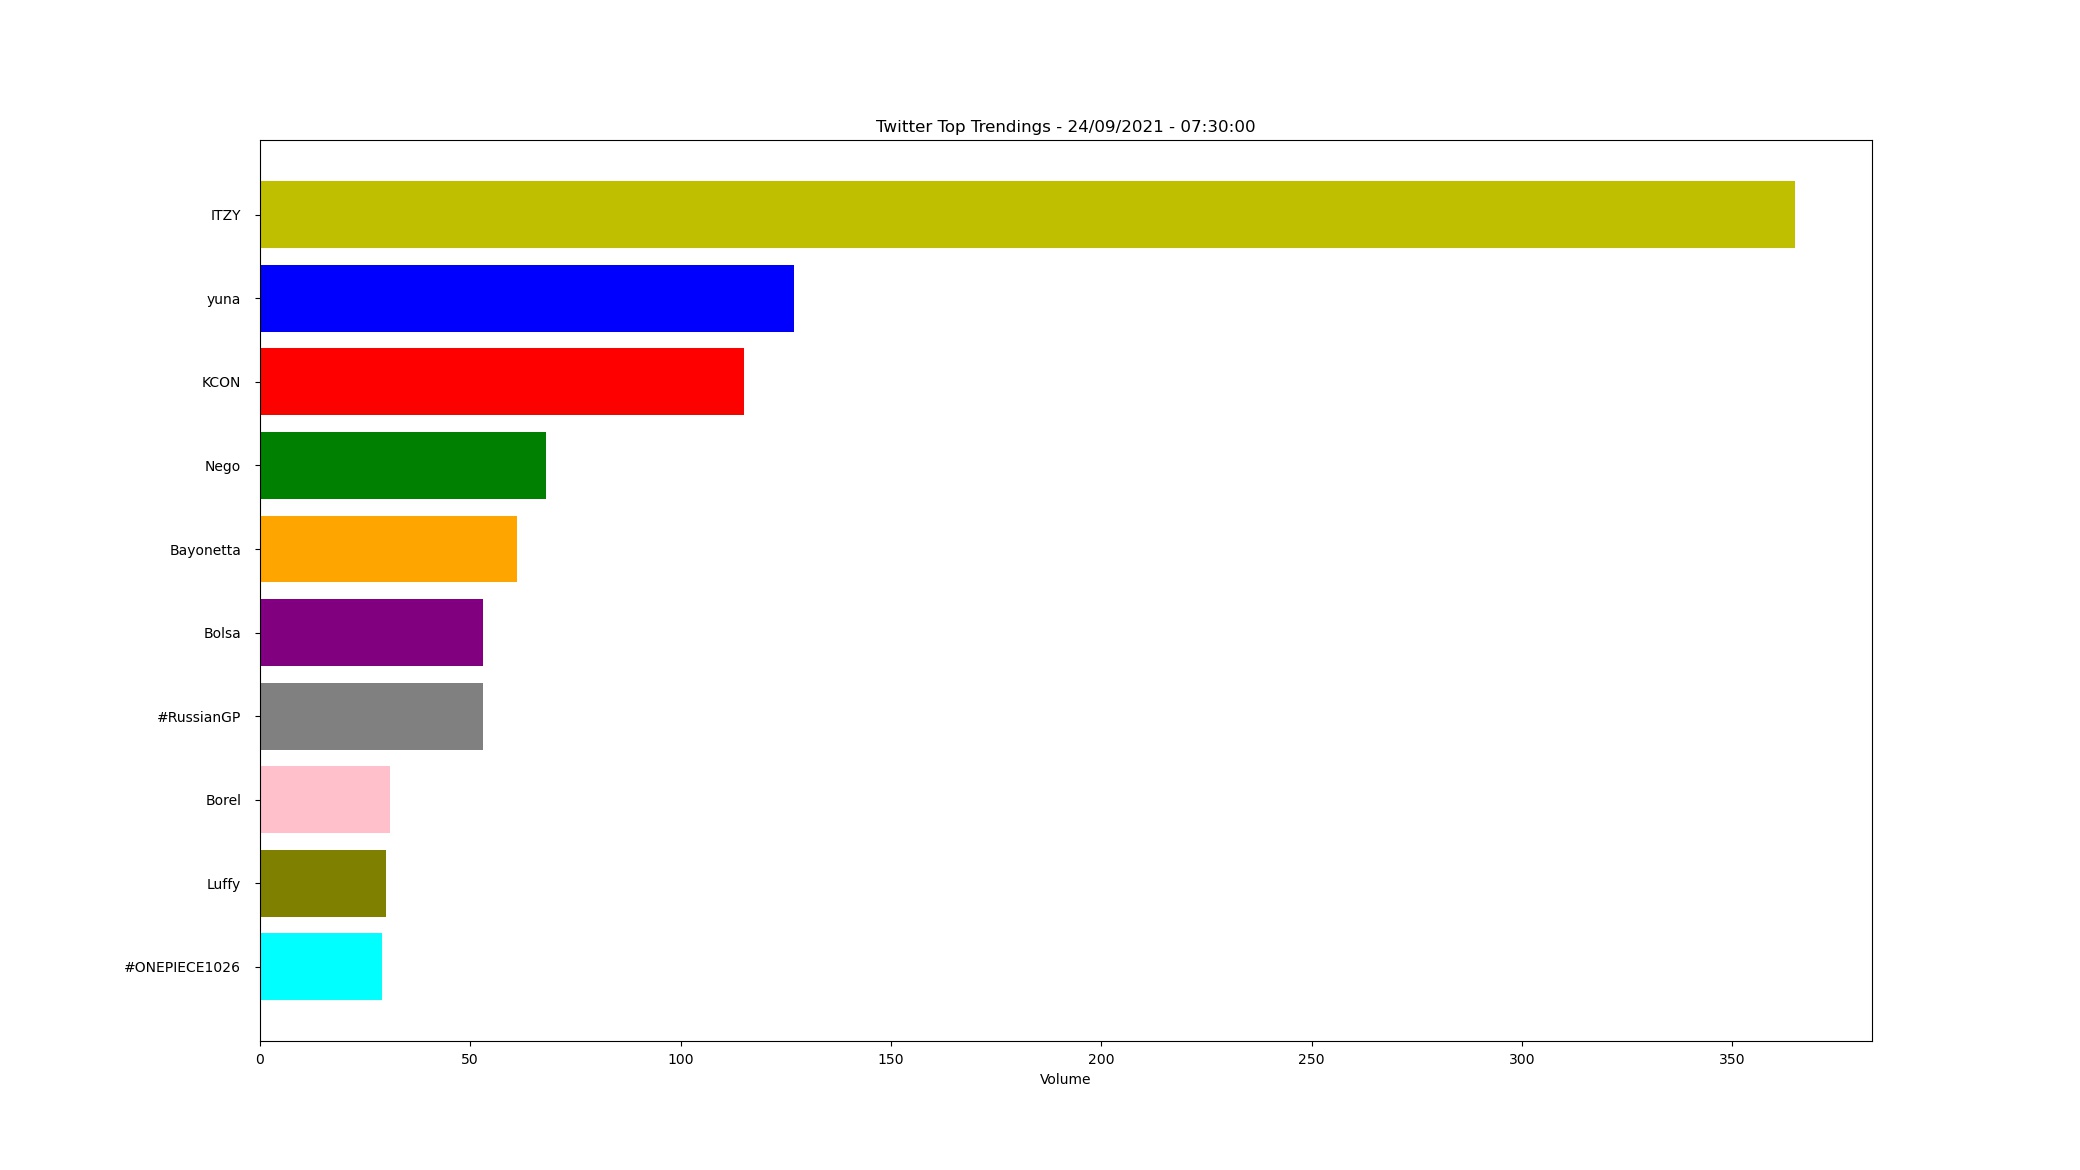 Twitter Top Trendings - 24/09/2021 - 07:30:00
ITZY
yuna
KCON
Nego
Bayonetta
Bolsa
#RussianGP
Borel
Luffy
#ONEPIECE1026
0 50 100 150 200 250 300 350
Volume